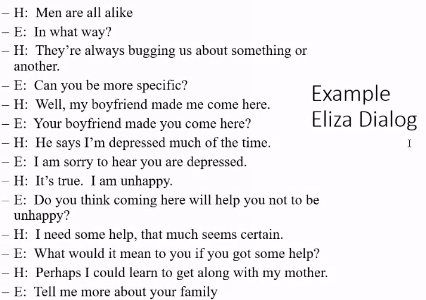 – H: Men are all alike
– E: In what way?
– H: They're always bugging us about something or
another.
– E: Can you be more specific?
– H: Well, my boyfriend made me come here.
– E: Your boyfriend made you come here?
– H: He says I'm depressed much of the time.
– E: I am sorry to hear you are depressed.
– H: It's true. I am unhappy.
– E: Do you think coming here will help you not to be
unhappy?
– H: I need some help, that much seems certain.
– E: What would it mean to you if you got some help?
– H: Perhaps I could learn to get along with my mother.
– E: Tell me more about your family
Example
Eliza Dialog